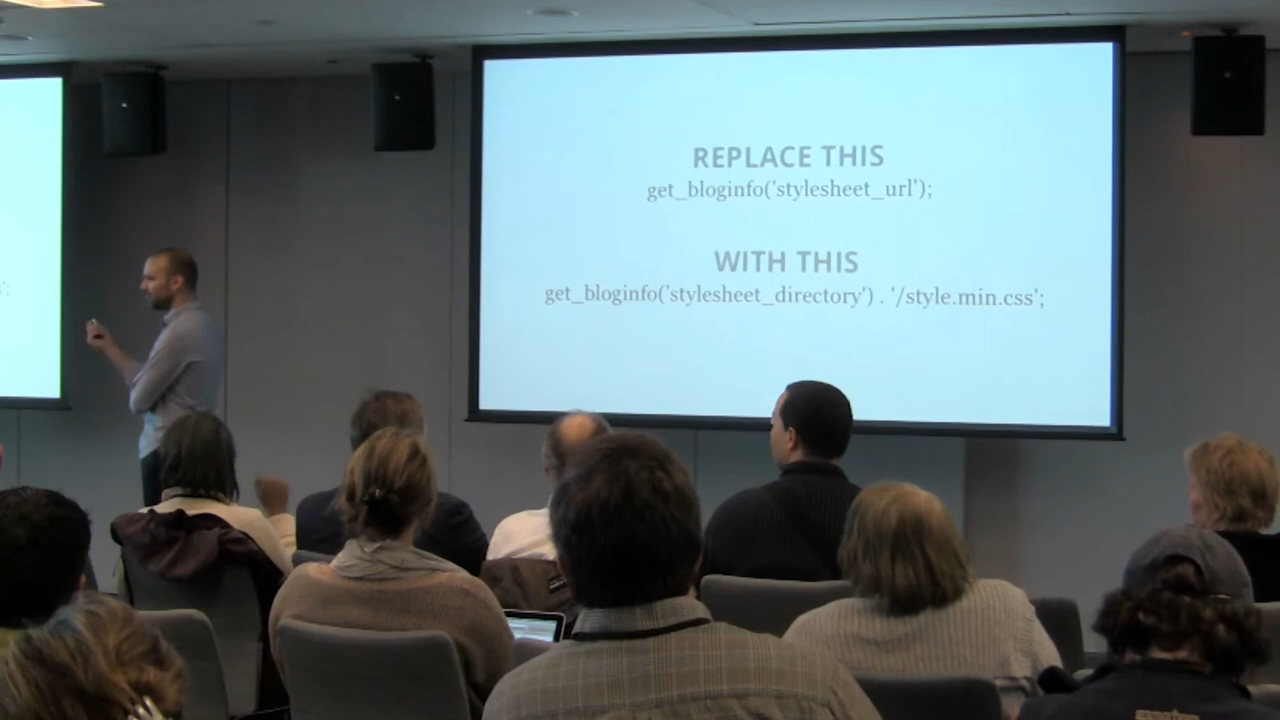 REPLACE THIS
get_bloginfo('stylesheet_url');
WITH THIS
get_bloginfo('stylesheet_directory') . '/style.min.css';
';